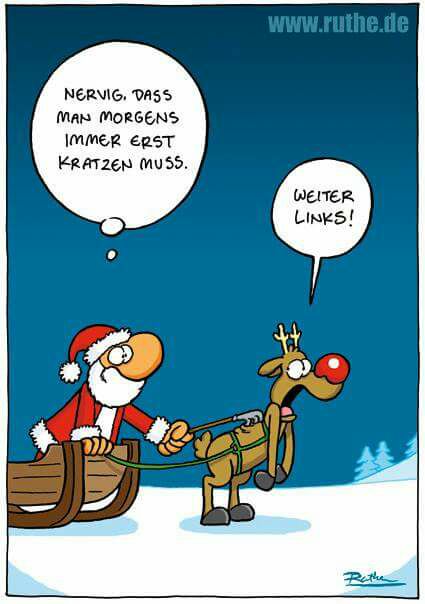 www.ruthe.de
NERVIG, DASS
MAN MORGENS
IMMER ERST
KRATZEN MUSS.
WEITER
LINKS!
Ruthe